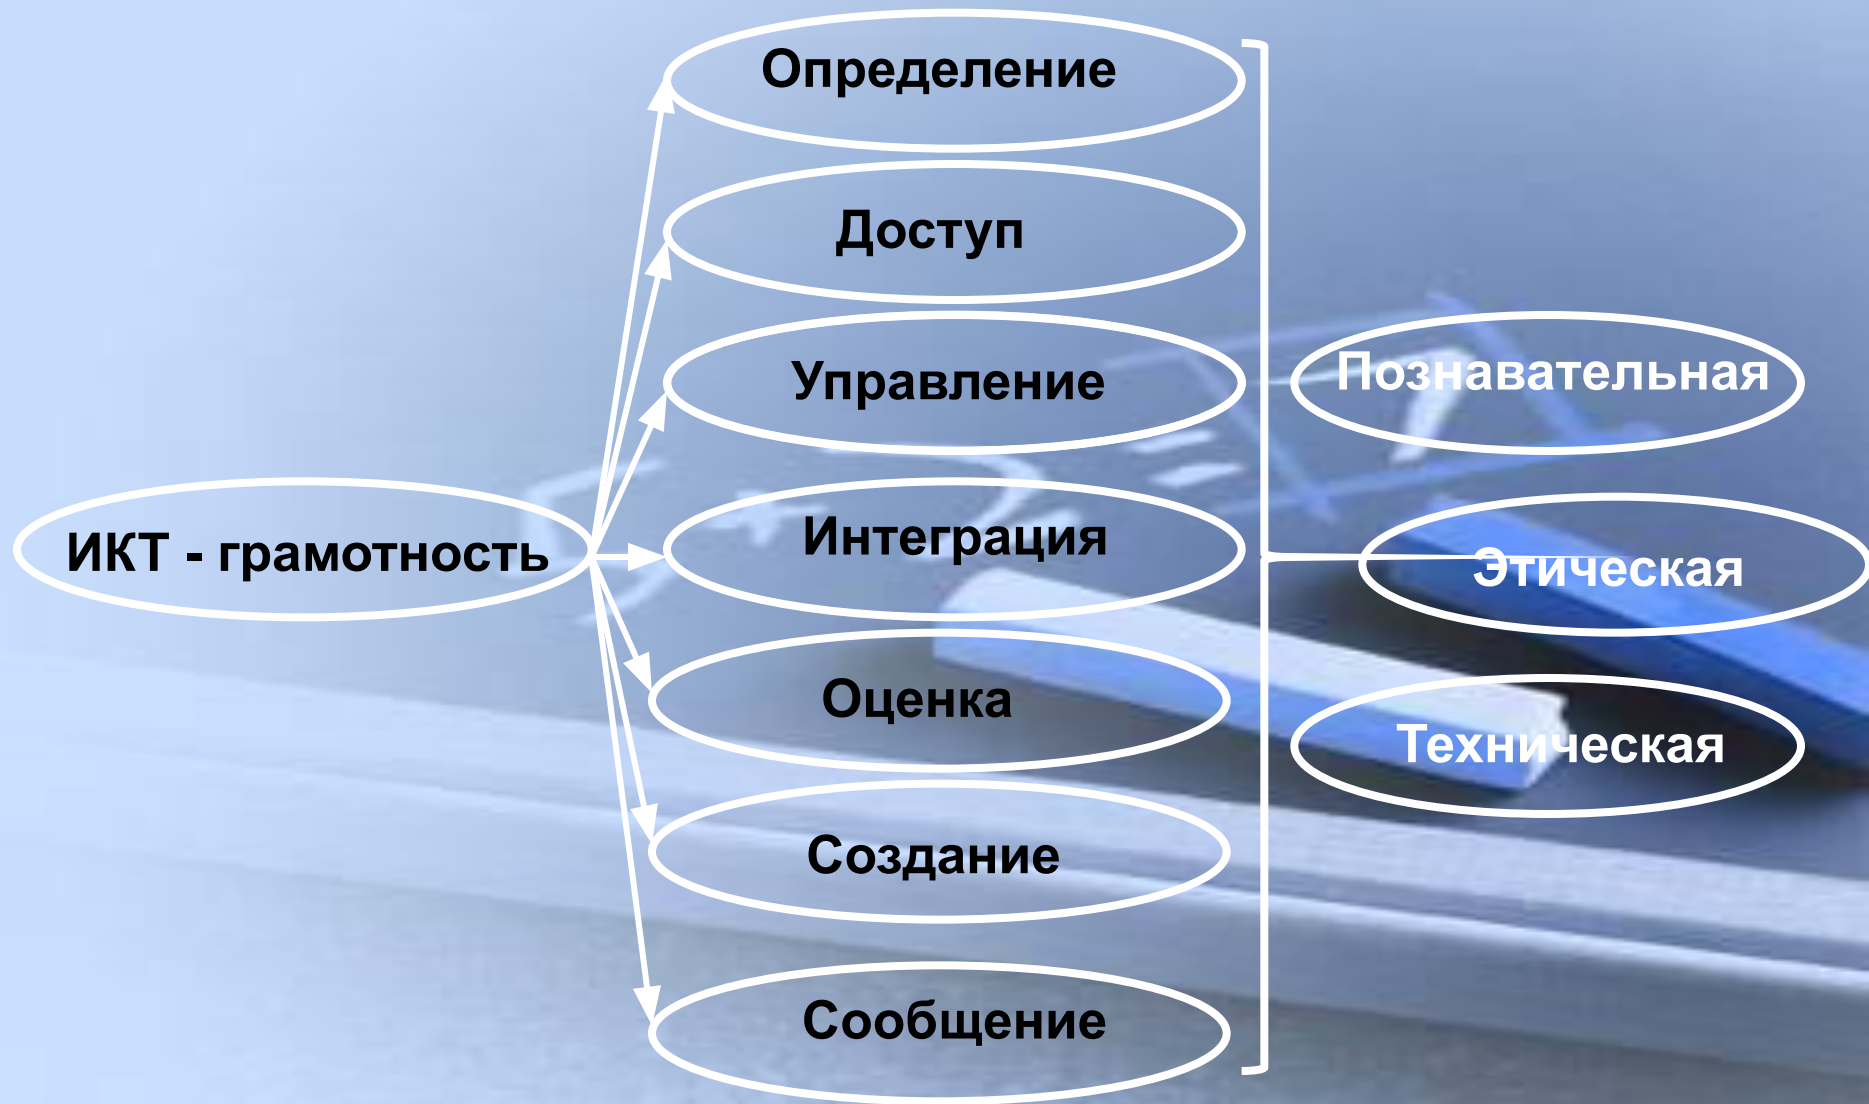 Определение
Доступ
Управление
Познавательная
ИКТ - грамотность
Интеграция
Этическая
Оценка
Техническая
Создание
Сообщение